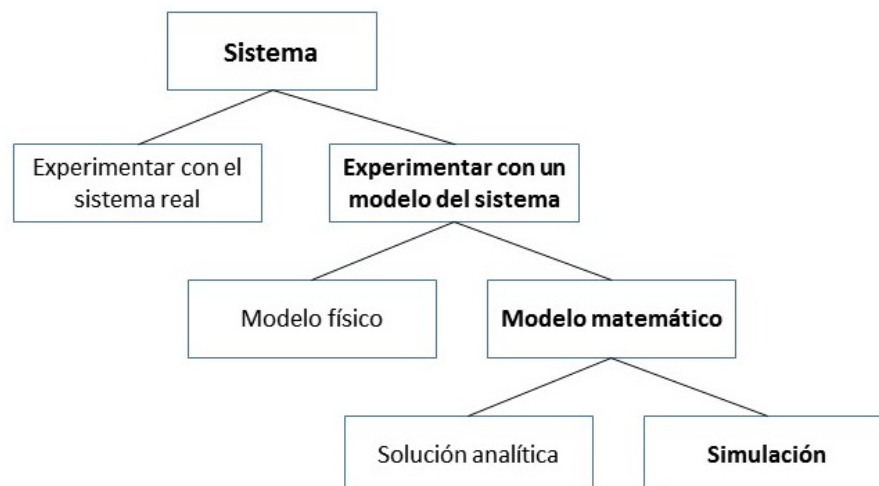 Sistema
Experimentar con el
sistema real
Experimentar con un
modelo del sistema
Modelo físico
Modelo matemático
Solución analítica
Simulación